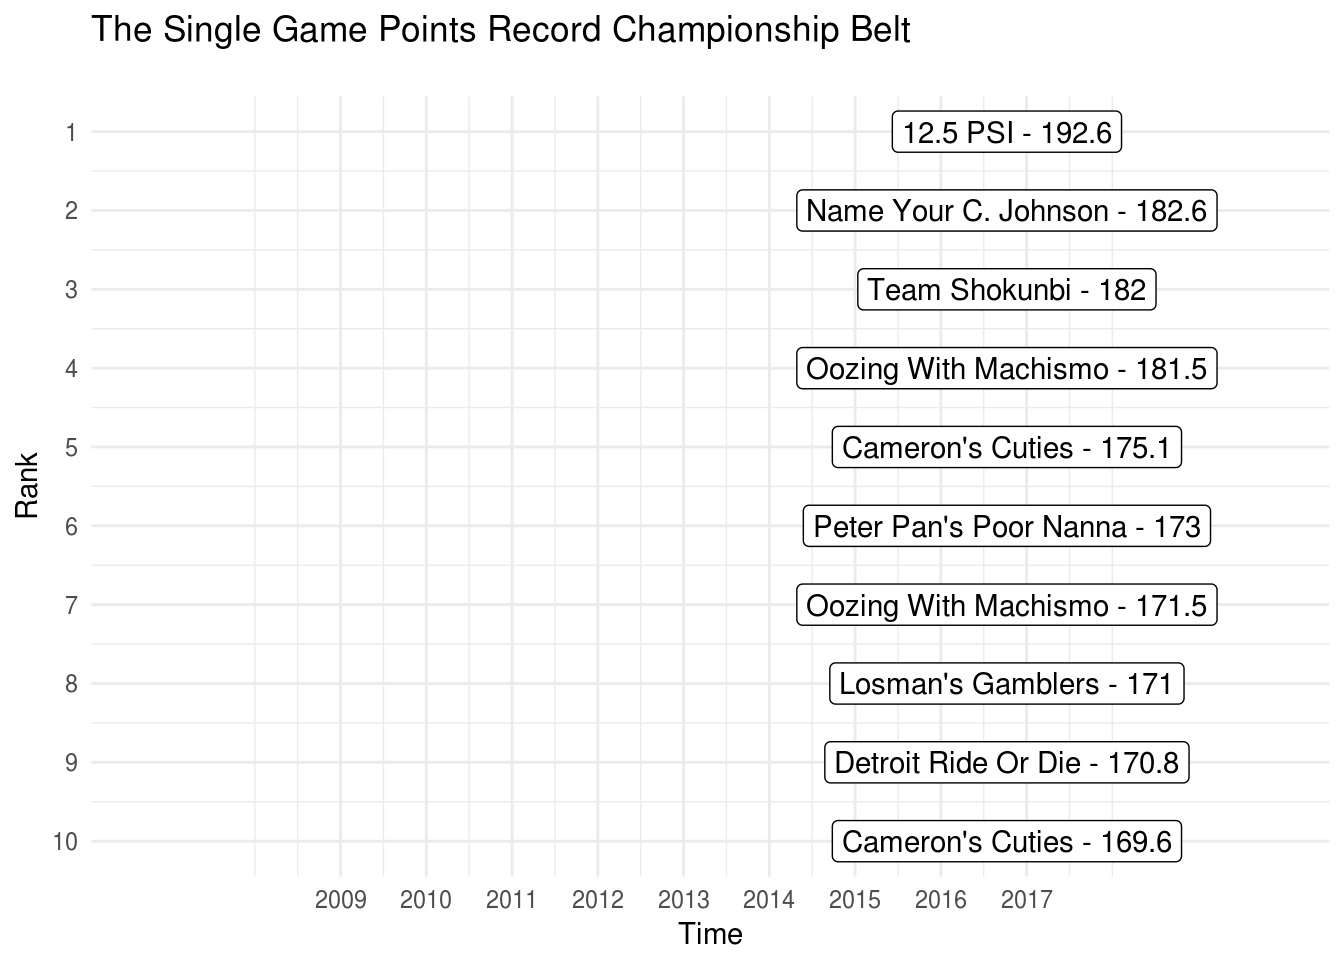 The Single Game Points Record Championship Belt
1
12.5 PSI - 192.6
2
Name Your C. Johnson - 182.6
3
Team Shokunbi - 182
4
Oozing With Machismo - 181.5
5
Cameron's Cuties - 175.1
Rank
6
Peter Pan's Poor Nanna - 173
7
Oozing With Machismo - 171.5
8
Losman's Gamblers - 171
9
Detroit Ride Or Die - 170.8
10
Cameron's Cuties - 169.6
2009 2010 2011 2012 2013 2014 2015 2016 2017
Time